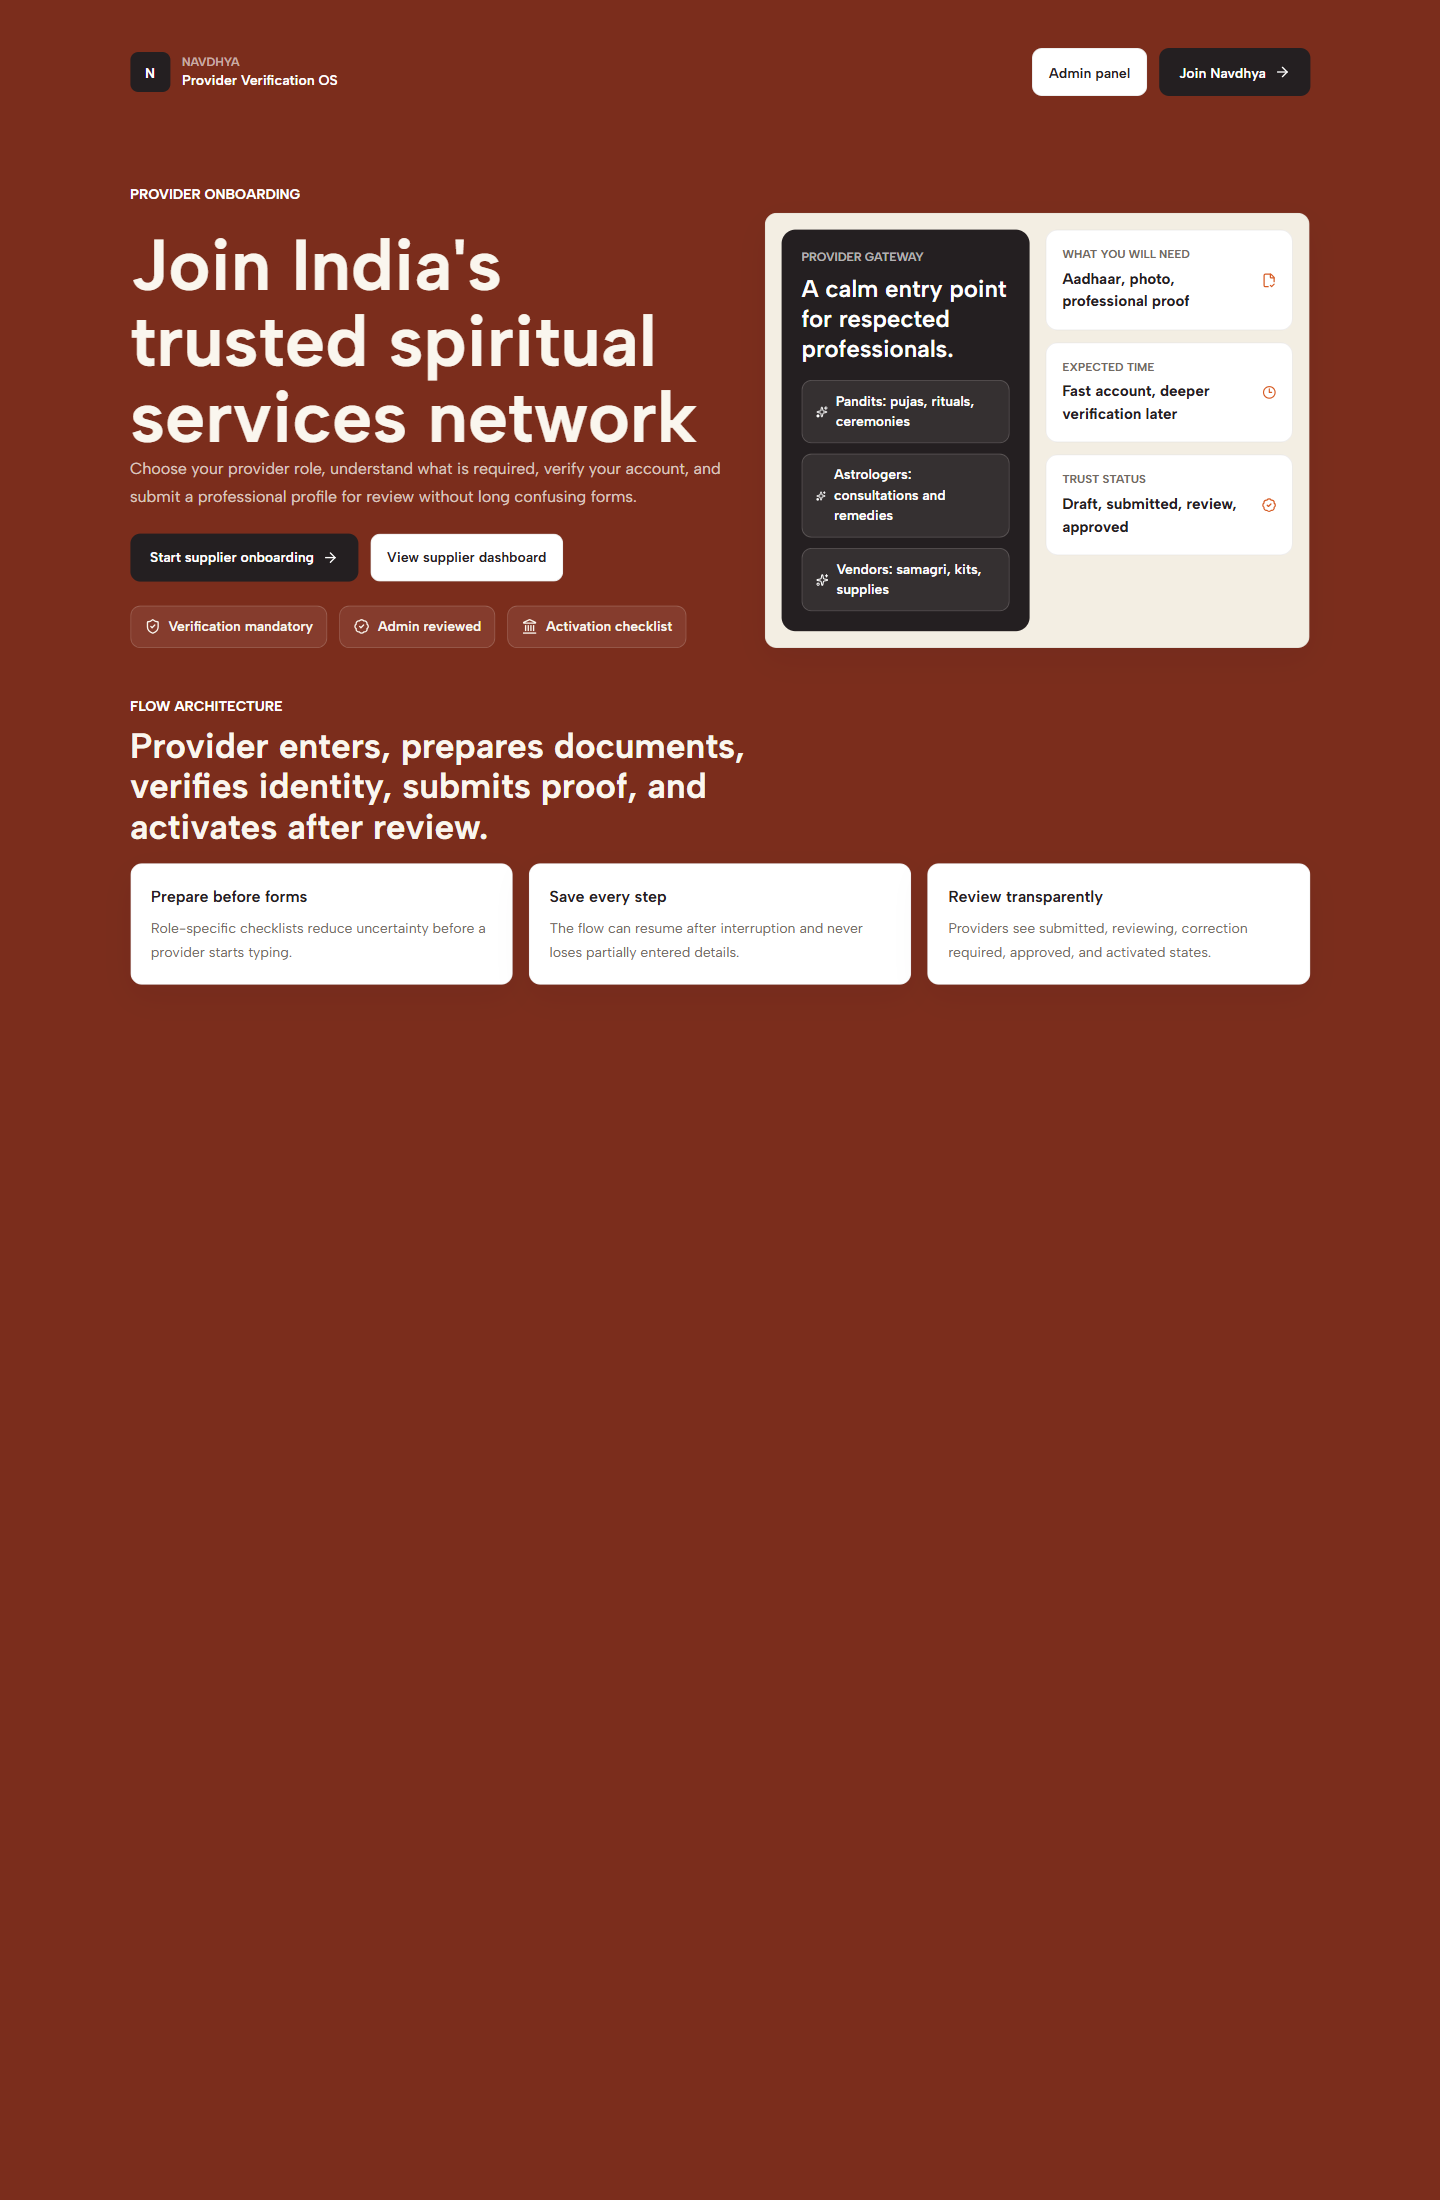 N
NAVDHYA
Provider Verification OS
Admin panel
Join Navdhya
PROVIDER ONBOARDING
Join India's
trusted spiritual
services network
Choose your provider role, understand what is required, verify your account, and
submit a professional profile for review without long confusing forms.
Start supplier onboarding
View supplier dashboard
Verification mandatory
Admin reviewed
Activation checklist
PROVIDER GATEWAY
A calm entry point
for respected
professionals.
Pandits: pujas, rituals,
ceremonies
Astrologers:
consultations and
remedies
Vendors: samagri, kits,
supplies
WHAT YOU WILL NEED
Aadhaar, photo,
professional proof
EXPECTED TIME
Fast account, deeper
verification later
TRUST STATUS
Draft, submitted, review,
approved
FLOW ARCHITECTURE
Provider enters, prepares documents,
verifies identity, submits proof, and
activates after review.
Prepare before forms
Role-specific checklists reduce uncertainty before a
provider starts typing.
Save every step
The flow can resume after interruption and never
loses partially entered details.
Review transparently
Providers see submitted, reviewing, correction
required, approved, and activated states.